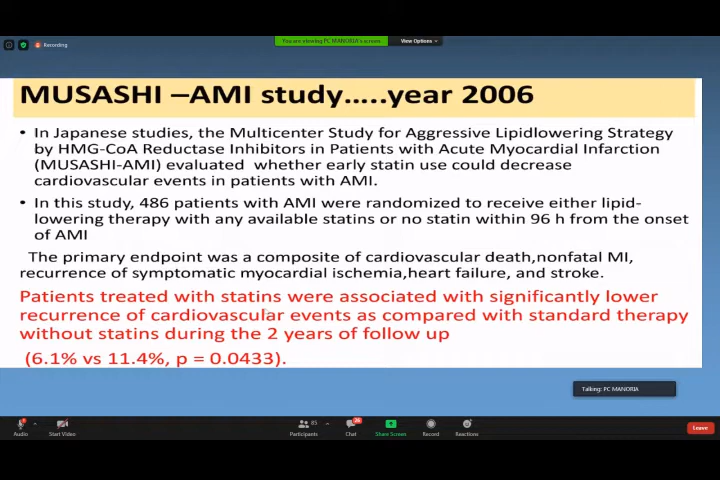 Recording
You are viewing PC MANORIA's screen
View Options
MUSASHI –AMI study…..year 2006
• In Japanese studies, the Multicenter Study for Aggressive Lipidlowering Strategy
by HMG-CoA Reductase Inhibitors in Patients with Acute Myocardial Infarction
(MUSASHI-AMI) evaluated whether early statin use could decrease
cardiovascular events in patients with AMI.
• In this study, 486 patients with AMI were randomized to receive either lipid-
lowering therapy with any available statins or no statin within 96 h from the onset
of AMI
The primary endpoint was a composite of cardiovascular death,nonfatal MI,
recurrence of symptomatic myocardial ischemia,heart failure, and stroke.
Patients treated with statins were associated with significantly lower
recurrence of cardiovascular events as compared with standard therapy
without statins during the 2 years of follow up
(6.1% vs 11.4%, p = 0.0433).
Talking: PC MANORIA
85
Audio
Start Video
Participants
Chat
Share Screen
Record
Reactions
Leave